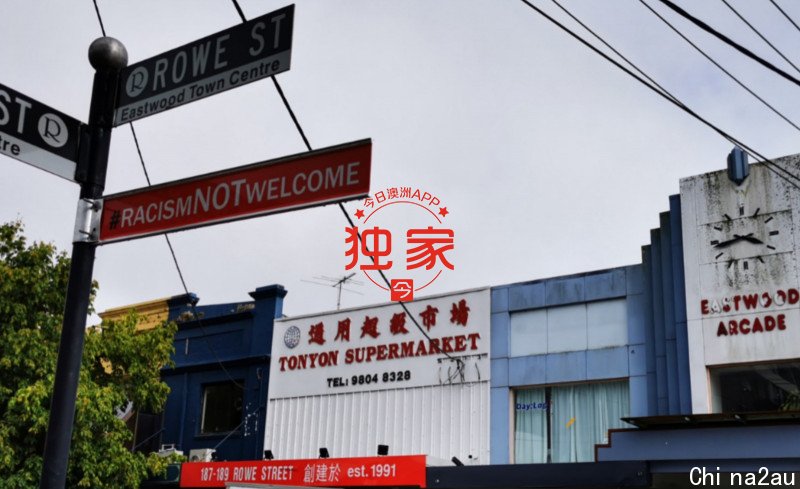 ROWE ST
Eastwood Town Centre
ST
tre
#RACISMNOTWELCOME
今日澳洲APP
独家
今
通用超級市場
TONYON SUPERMARKET
TEL: 9804 8328
EASTWOOD
ARCADE
187-189 ROWE STREET 創建於 est.1991
Chi na2au